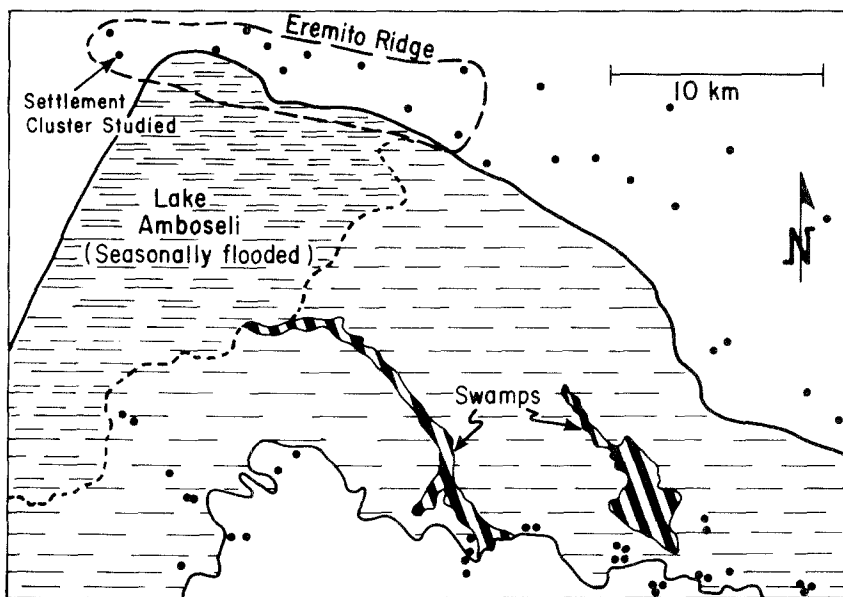 Eremito Ridge
Settlement
Cluster Studied
10 km
Lake
Amboseli
(Seasonally flooded)
N
Swamps